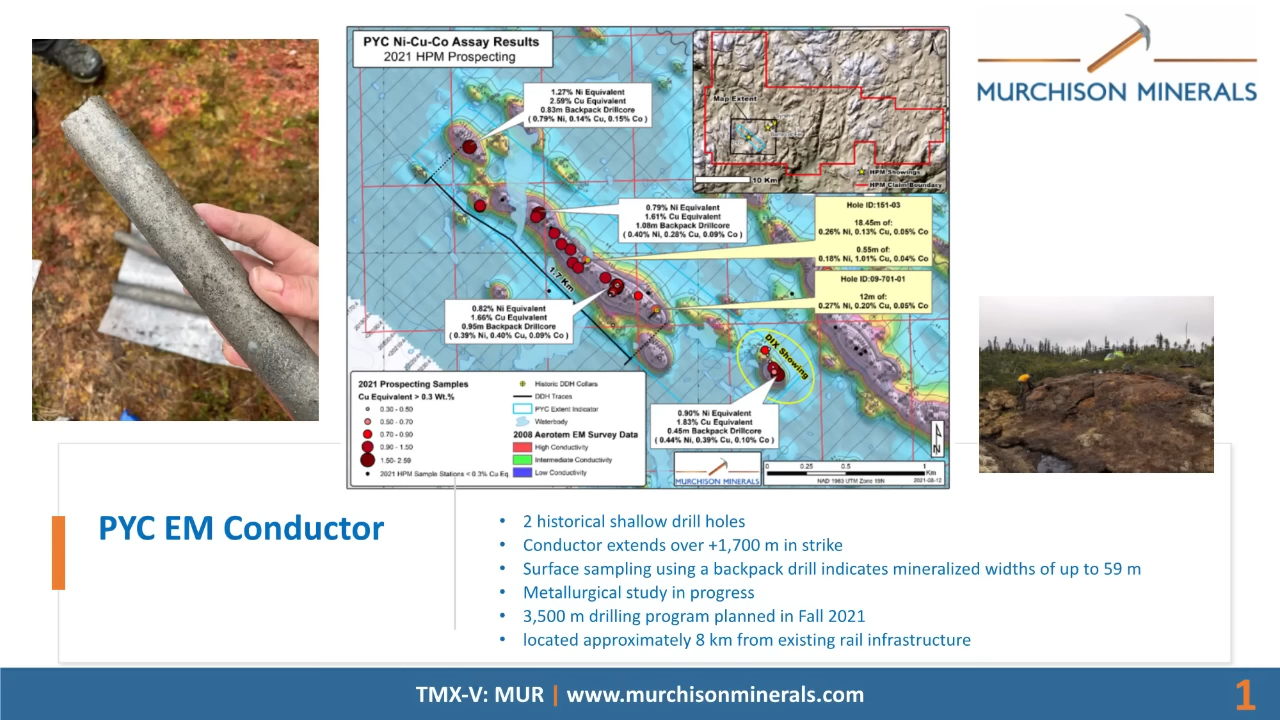 MURCHISON MINERALS
PYC Ni-Cu-Co Assay Results
2021 HPM Prospecting
1.27% Ni Equivalent
2.59% Cu Equivalent
0.83m Backpack Drillcore
( 0.79% Ni, 0.14% Cu, 0.15% Co )
Map Extent
10 Km
HPM Showings
HPM Claim Boundary
0.79% Ni Equivalent
1.61% Cu Equivalent
1.08m Backpack Drillcore
( 0.40% Ni, 0.28% Cu, 0.09% Co )
Hole ID:151-03
18.45m of:
0.26% Ni, 0.13% Cu, 0.05% Co
0.55m of:
0.18% Ni, 1.01% Cu, 0.04% Co
Hole ID:09-701-01
12m of:
0.27% Ni, 0.20% Cu, 0.05% Co
1.7 Km
0.82% Ni Equivalent
1.66% Cu Equivalent
0.95m Backpack Drillcore
( 0.39% Ni, 0.40% Cu, 0.09% Co )
DIX Showing
0.90% Ni Equivalent
1.83% Cu Equivalent
0.45m Backpack Drillcore
( 0.44% Ni, 0.39% Cu, 0.10% Co )
2021 Prospecting Samples
Cu Equivalent > 0.3 Wt.%
0.30 - 0.50
0.50 - 0.70
0.70 - 0.90
0.90 - 1.50
1.50- 2.59
2021 HPM Sample Stations < 0.3% Cu Eq
Historic DDH Collars
DDH Traces
PYC Extent Indicator
Waterbody
2008 Aerotem EM Survey Data
High Conductivity
Intermediate Conductivity
Low Conductivity
MURCHISON MINERALS
0 0.25 0.5 1
Km
NAD 1983 UTM Zone 19N
2021-08-12
N
PYC EM Conductor
• 2 historical shallow drill holes
• Conductor extends over +1,700 m in strike
• Surface sampling using a backpack drill indicates mineralized widths of up to 59 m
• Metallurgical study in progress
• 3,500 m drilling program planned in Fall 2021
• located approximately 8 km from existing rail infrastructure
TMX-V: MUR | www.murchisonminerals.com
1